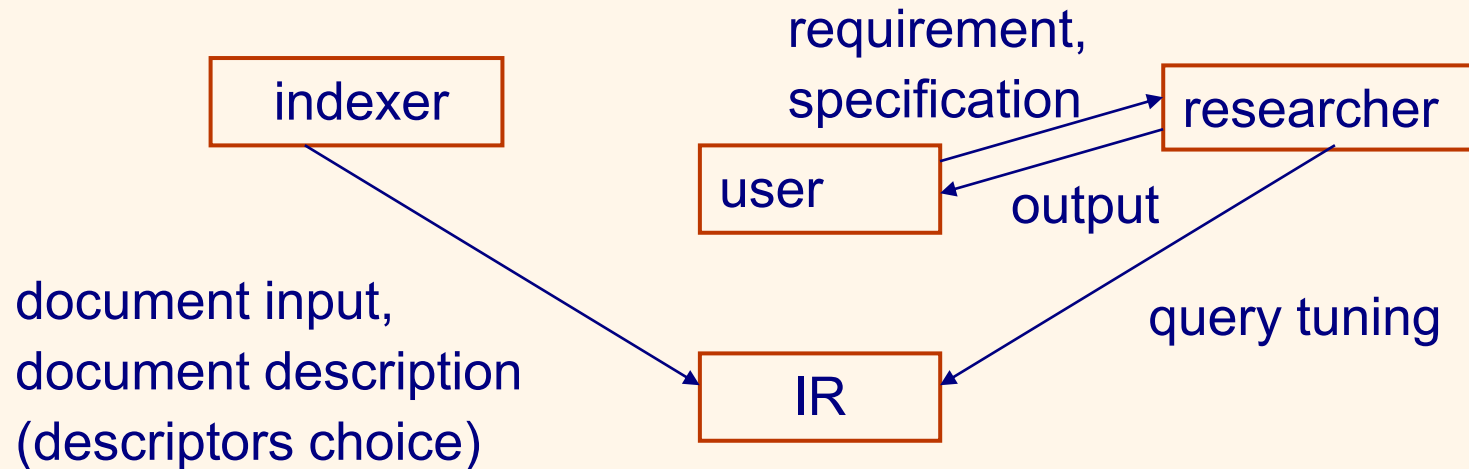 requirement,
specification
indexer
researcher
user
output
document input,
document description
(descriptors choice)
query tuning
IR